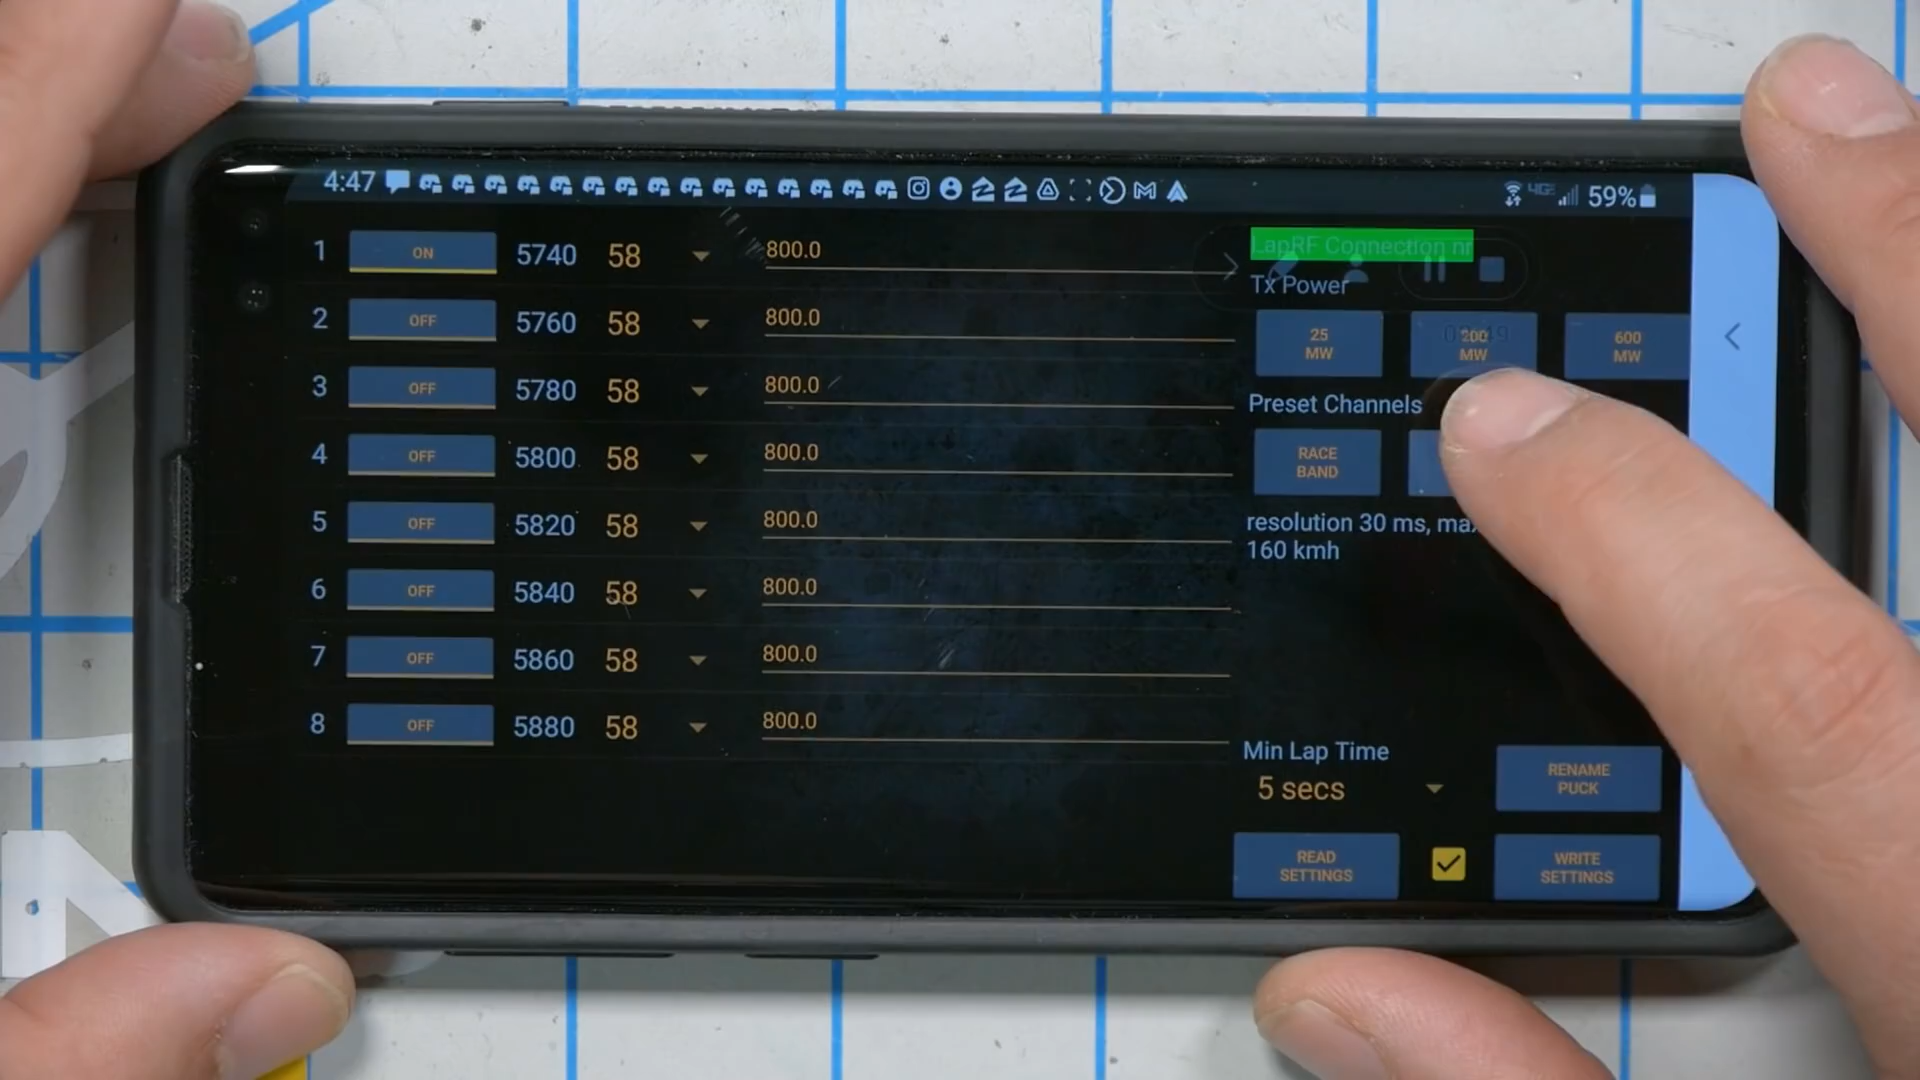 4:47 4GE 59%
1 ON 5740 58 800.0
2 OFF 5760 58 800.0
3 OFF 5780 58 800.0
4 OFF 5800 58 800.0
5 OFF 5820 58 800.0
6 OFF 5840 58 800.0
7 OFF 5860 58 800.0
8 OFF 5880 58 800.0
LapRF Connection
Tx Power
25
MW
200
MW
600
MW
Preset Channels
RACE
BAND
resolution 30 ms,
160 kmh
Min Lap Time
5 secs
RENAME
PUCK
READ
SETTINGS
WRITE
SETTINGS